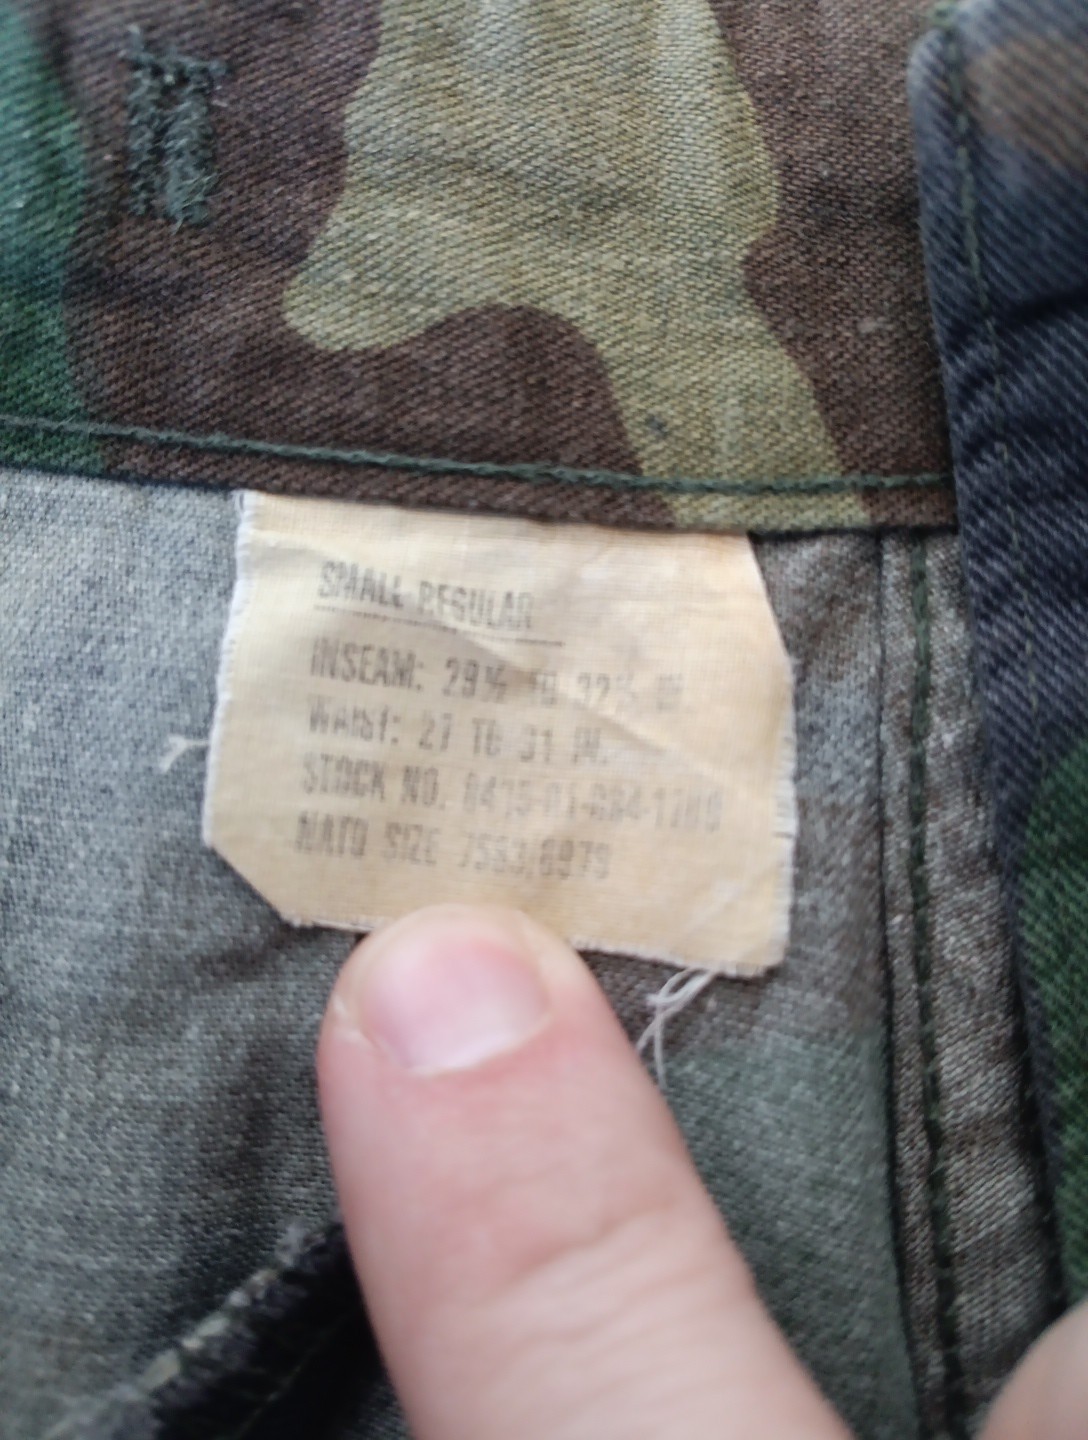 SMALL-REGULAR
INSEAM: 29½ TO 32½ IN
WAIST: 27 TO 31 IN.
STOCK NO.
NATO SIZE